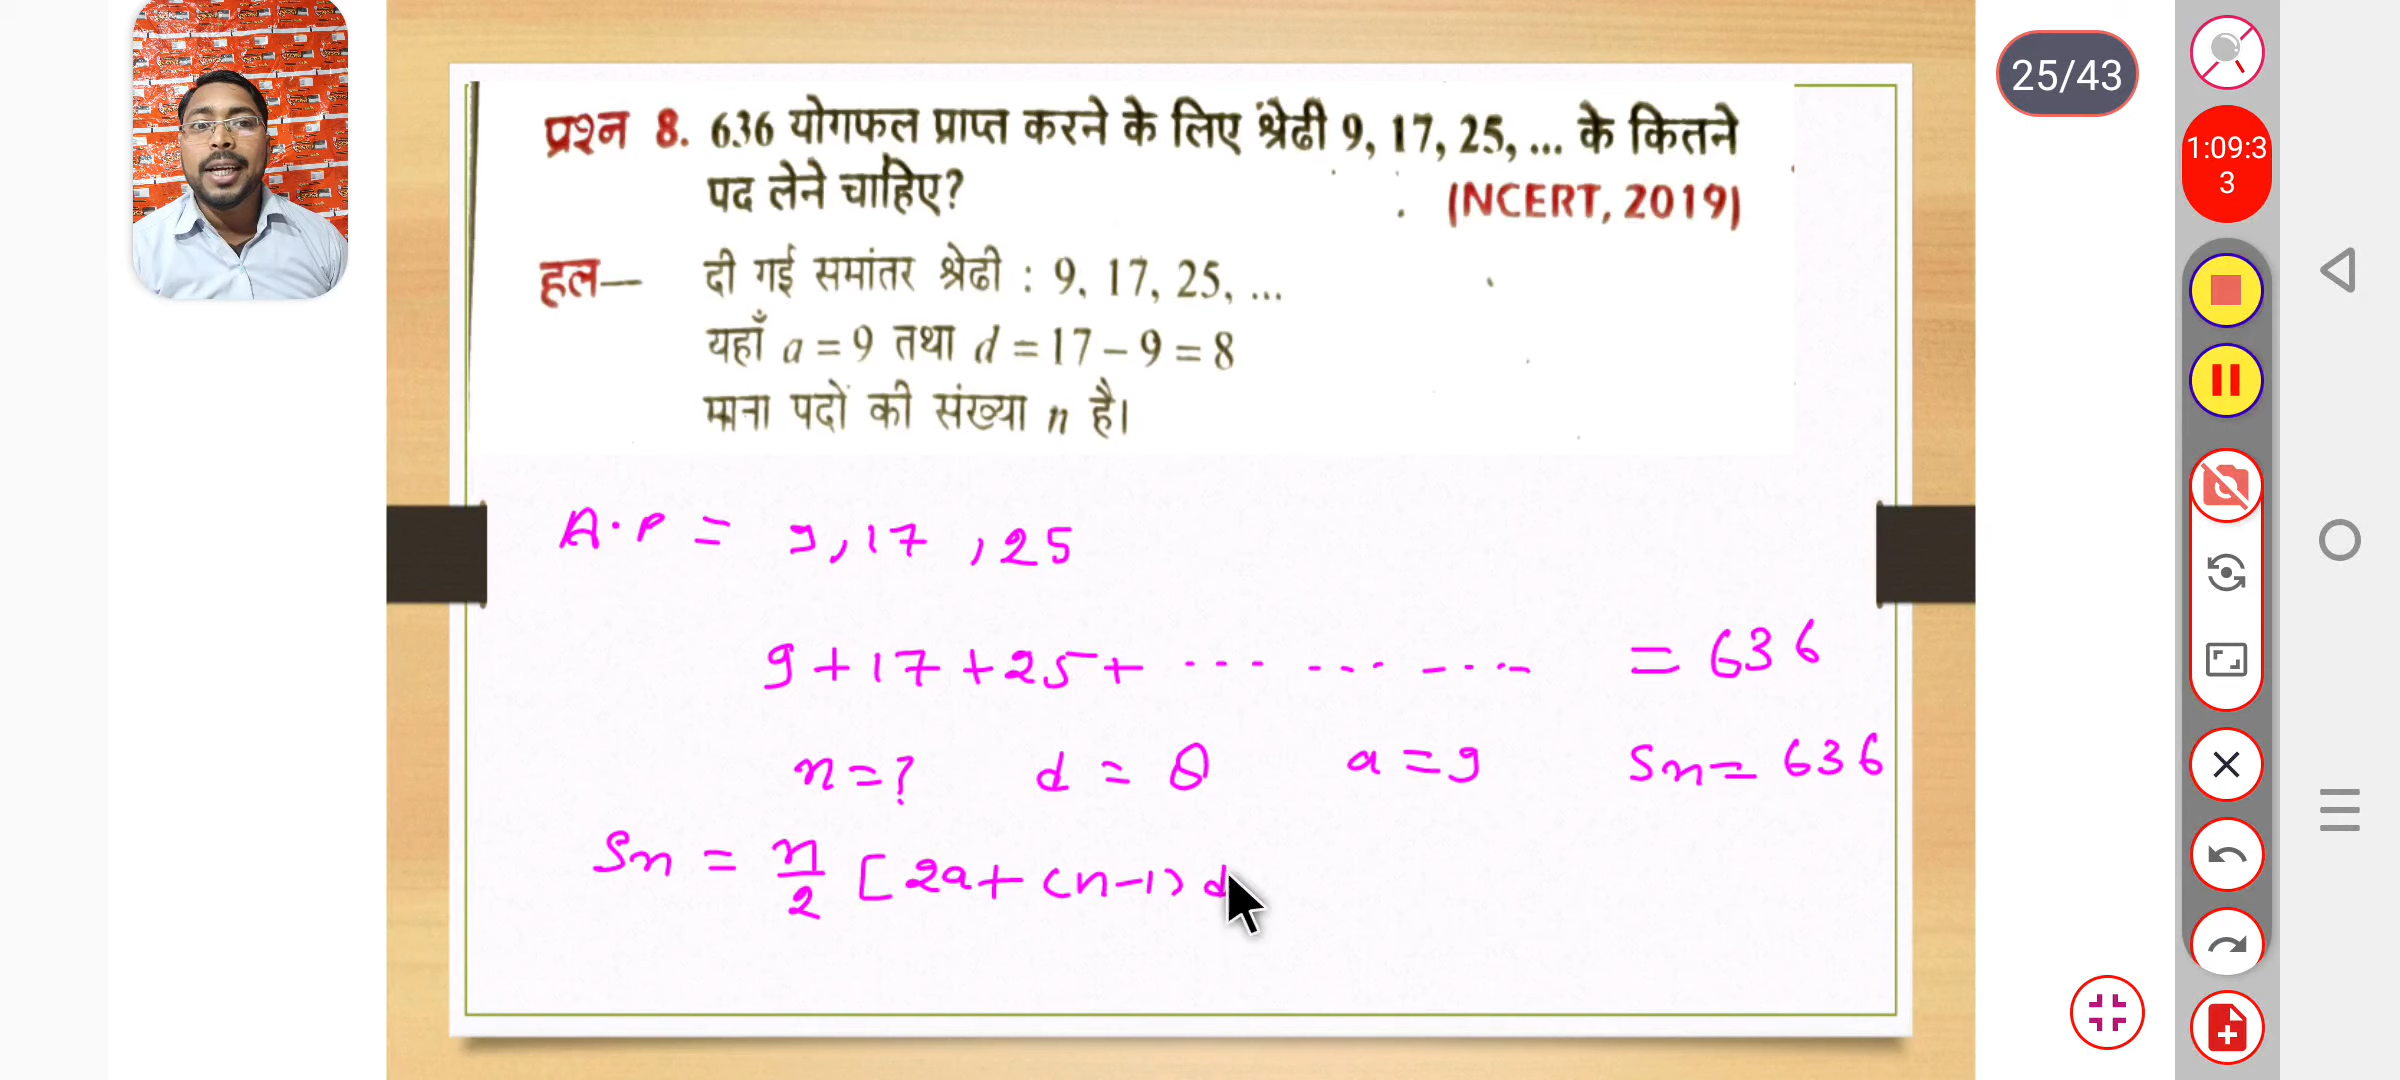 25/43
1:09:3
3
प्रश्न 8. 636 योगफल प्राप्त करने के लिए श्रेढी 9, 17, 25, ... के कितने
पद लेने चाहिए?
(NCERT, 2019)
हल— दी गई समांतर श्रेढी : 9, 17, 25, ...
यहाँ a = 9 तथा d = 17 – 9 = 8
माना पदों की संख्या n है।
A.P = 9, 17, 25
9+17+25+ ... ... ... = 636
n=? d = 8 a=9 Sn= 636
Sn = n/2 [2a+(n-1) d